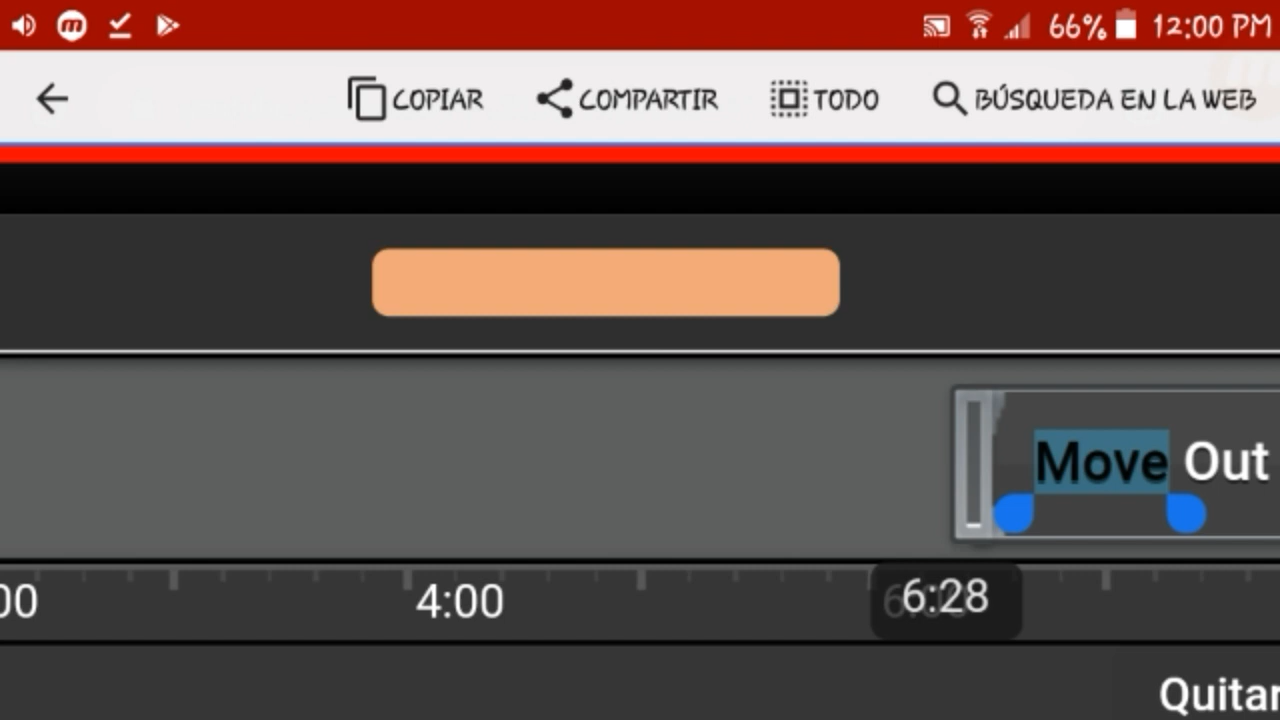 66% 12:00 PM
COPIAR COMPARTIR TODO BÚSQUEDA EN LA WEB
Move Out
00 4:00 6:28
Quitar